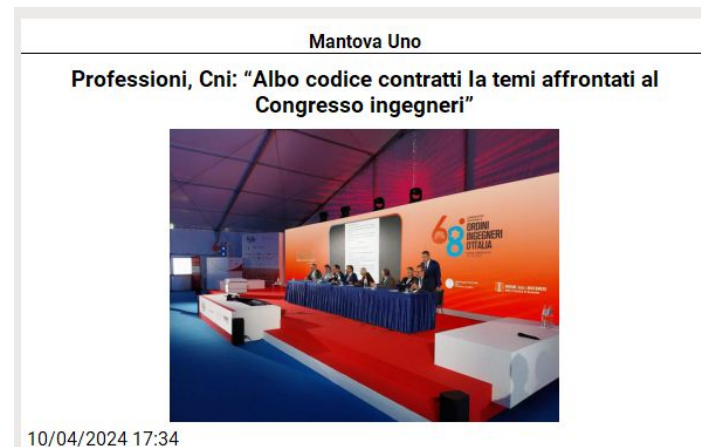 Mantova Uno
Professioni, Cni: “Albo codice contratti Ia temi affrontati al
Congresso ingegneri”
68°
ORDINI
INGEGNERI
D'ITALIA
10/04/2024 17:34